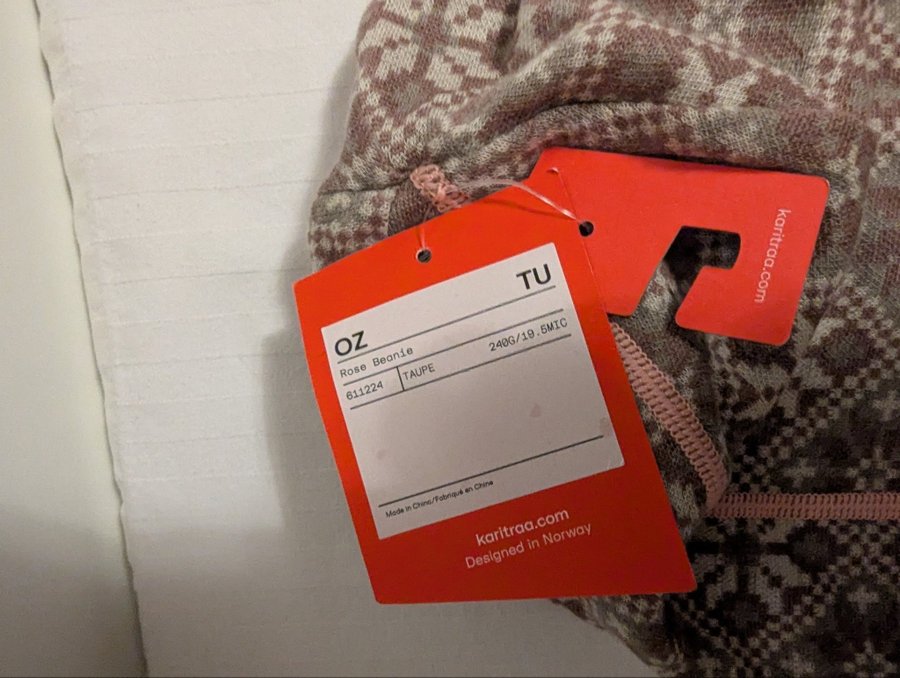 karitraa.com
OZ TU
Rose Beanie 240G/19.5MIC
611224 TAUPE
Made in China/Fabriqué en Chine
karitraa.com
Designed in Norway